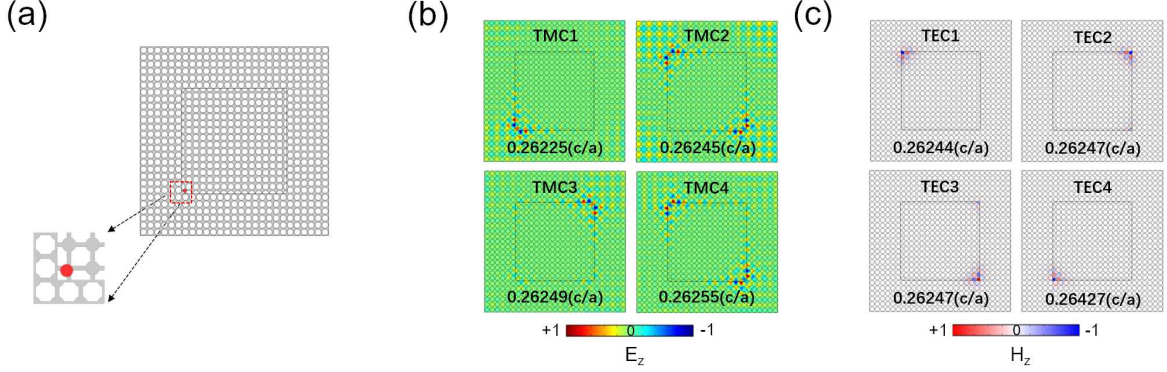 (a)
(b)
(c)
TMC1
TMC2
0.26225(c/a)
0.26245(c/a)
TMC3
TMC4
0.26249(c/a)
0.26255(c/a)
+1
0
-1
Ez
TEC1
TEC2
0.26244(c/a)
0.26247(c/a)
TEC3
TEC4
0.26247(c/a)
0.26427(c/a)
+1
0
-1
Hz